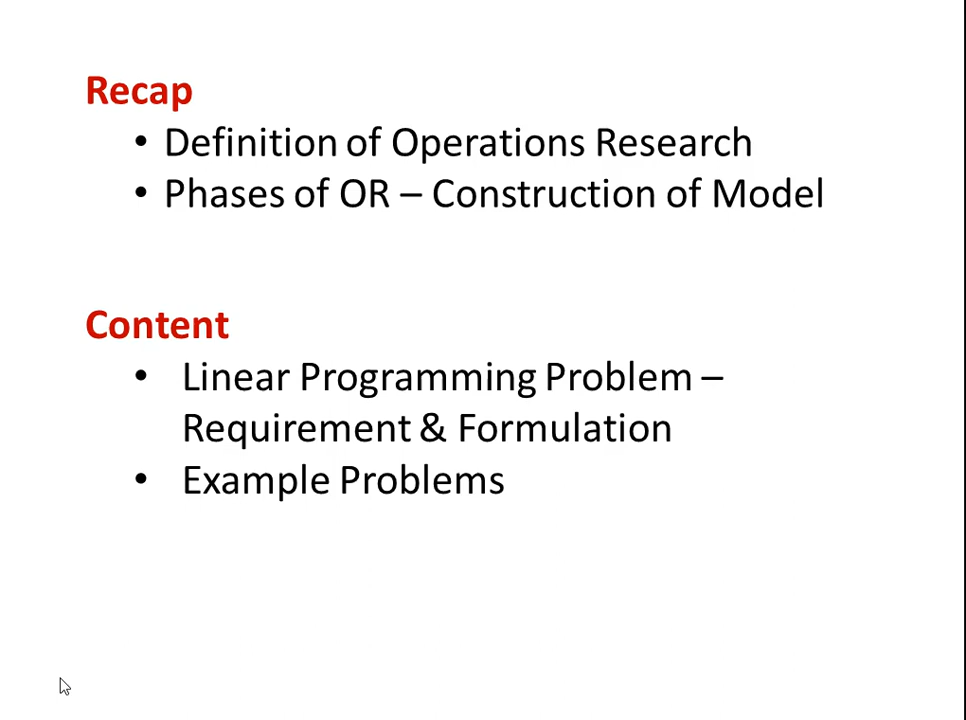 Recap
• Definition of Operations Research
• Phases of OR – Construction of Model
Content
• Linear Programming Problem –
Requirement & Formulation
• Example Problems